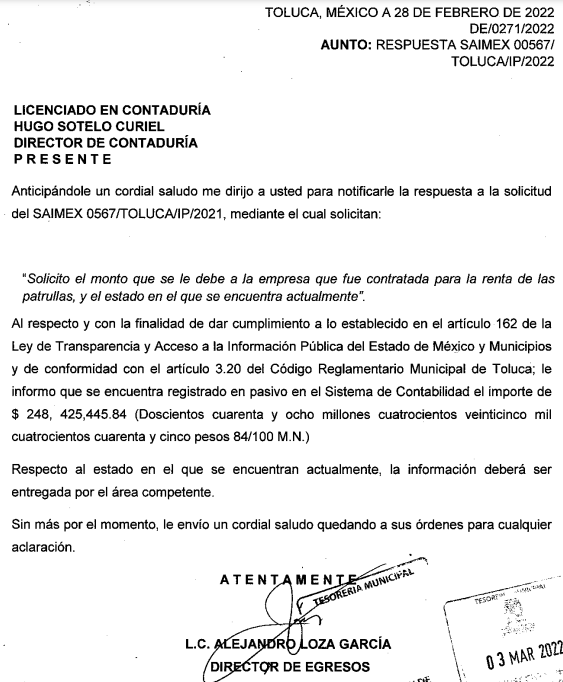 TOLUCA, MÉXICO A 28 DE FEBRERO DE 2022
DE/0271/2022
AUNTO: RESPUESTA SAIMEX 00567/
TOLUCA/IP/2022
LICENCIADO EN CONTADURÍA
HUGO SOTELO CURIEL
DIRECTOR DE CONTADURÍA
P R E S E N T E
Anticipándole un cordial saludo me dirijo a usted para notificarle la respuesta a la solicitud
del SAIMEX 0567/TOLUCA/IP/2021, mediante el cual solicitan:
“Solicito el monto que se le debe a la empresa que fue contratada para la renta de las
patrullas, y el estado en el que se encuentra actualmente”.
Al respecto y con la finalidad de dar cumplimiento a lo establecido en el artículo 162 de la
Ley de Transparencia y Acceso a la Información Pública del Estado de México y Municipios
y de conformidad con el artículo 3.20 del Código Reglamentario Municipal de Toluca; le
informo que se encuentra registrado en pasivo en el Sistema de Contabilidad el importe de
$ 248, 425,445.84 (Doscientos cuarenta y ocho millones cuatrocientos veinticinco mil
cuatrocientos cuarenta y cinco pesos 84/100 M.N.)
Respecto al estado en el que se encuentran actualmente, la información deberá ser
entregada por el área competente.
Sin más por el momento, le envío un cordial saludo quedando a sus órdenes para cualquier
aclaración.
A T E N T A M E N T E
TESORERIA MUNICIPAL
L.C. ALEJANDRO LOZA GARCÍA
DIRECTOR DE EGRESOS
03 MAR 2022
DE